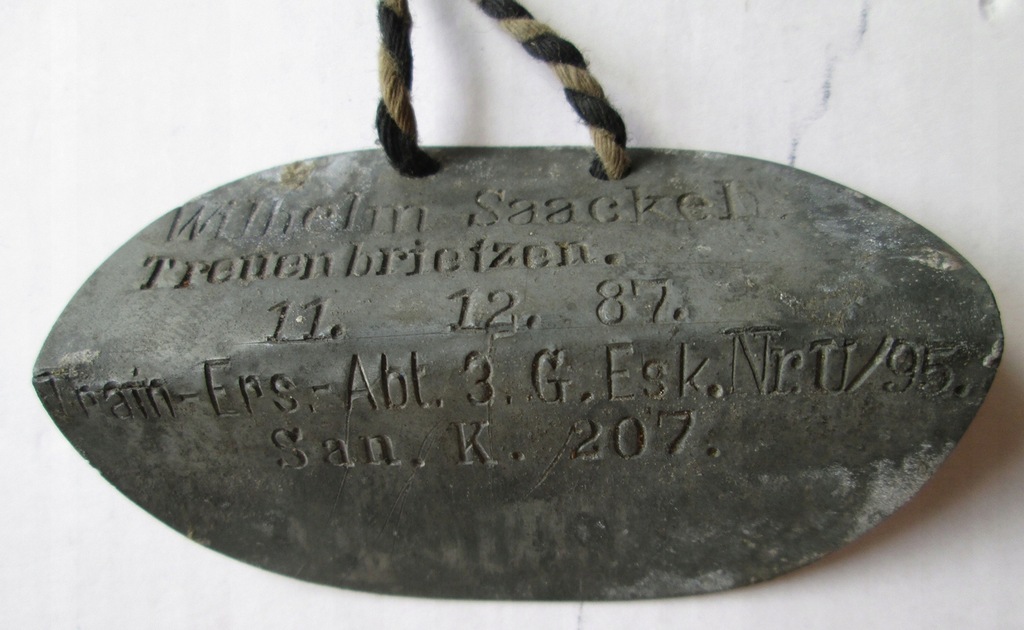 Wilhelm Saackel.
Treuenbrietzen.
11. 12. 87.
Train-Ers.-Abt. 3. G. Esk. Nr. U/95.
San. K. 207.